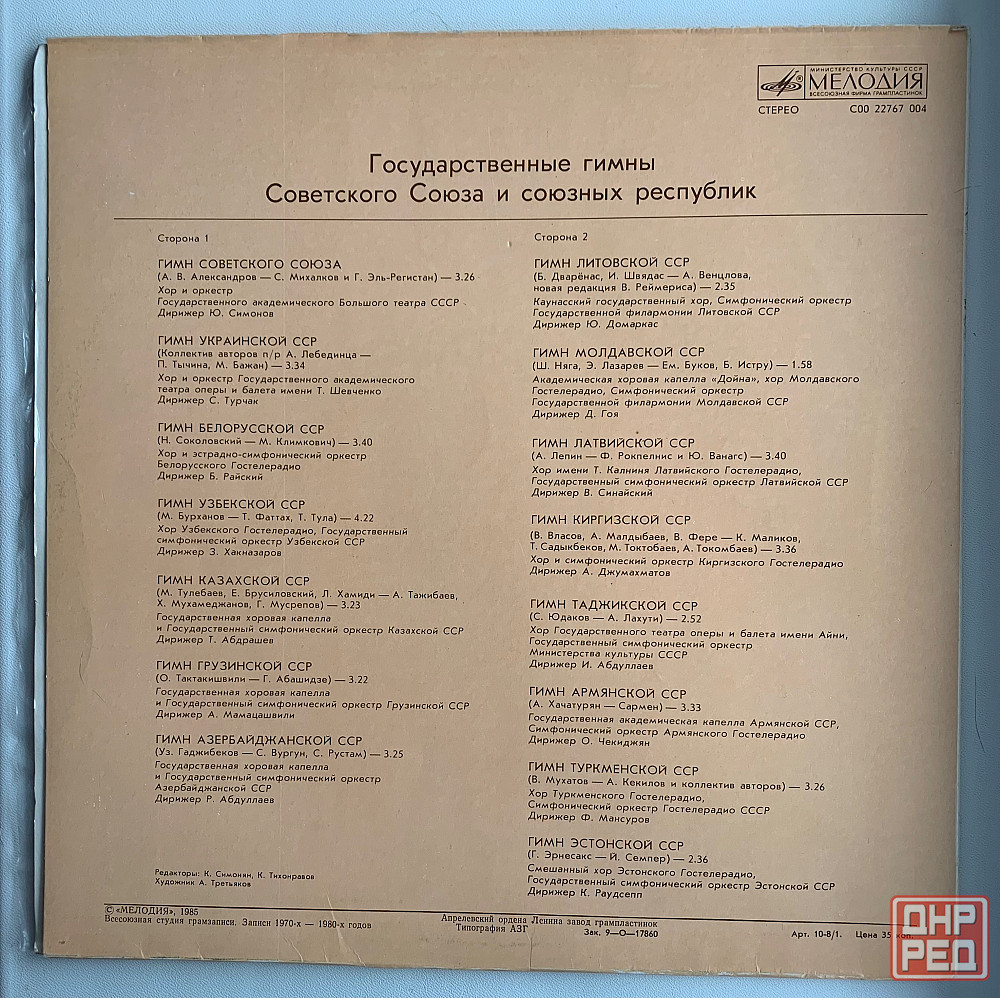 МИНИСТЕРСТВО КУЛЬТУРЫ СССР
МЕЛОДИЯ
ВСЕСОЮЗНАЯ ФИРМА ГРАМПЛАСТИНОК
СТЕРЕО С00 22767 004
Государственные гимны
Советского Союза и союзных республик
Сторона 1
ГИМН СОВЕТСКОГО СОЮЗА
(А. В. Александров — С. Михалков и Г. Эль-Регистан) — 3.26
Хор и оркестр
Государственного академического Большого театра СССР
Дирижер Ю. Симонов
ГИМН УКРАИНСКОЙ ССР
(Коллектив авторов п/р А. Лебединца —
П. Тычина, М. Бажан) — 3.34
Хор и оркестр Государственного академического
театра оперы и балета имени Т. Шевченко
Дирижер С. Турчак
ГИМН БЕЛОРУССКОЙ ССР
(Н. Соколовский — М. Климкович) — 3.40
Хор и эстрадно-симфонический оркестр
Белорусского Гостелерадио
Дирижер Б. Райский
ГИМН УЗБЕКСКОЙ ССР
(М. Бурханов — Т. Фаттах, Т. Тула) — 4.22
Хор Узбекского Гостелерадио, Государственный
симфонический оркестр Узбекской ССР
Дирижер З. Хакназаров
ГИМН КАЗАХСКОЙ ССР
(М. Тулебаев, Е. Брусиловский, Л. Хамиди — А. Тажибаев,
Х. Мухамеджанов, Г. Мусрепов) — 3.23
Государственная хоровая капелла
и Государственный симфонический оркестр Казахской ССР
Дирижер Т. Абдрашев
ГИМН ГРУЗИНСКОЙ ССР
(О. Тактакишвили — Г. Абашидзе) — 3.22
Государственная хоровая капелла
и Государственный симфонический оркестр Грузинской ССР
Дирижер А. Мамацашвили
ГИМН АЗЕРБАЙДЖАНСКОЙ ССР
(Уз. Гаджибеков — С. Вургун, С. Рустам) — 3.25
Государственная хоровая капелла
и Государственный симфонический оркестр
Азербайджанской ССР
Дирижер Р. Абдуллаев
Сторона 2
ГИМН ЛИТОВСКОЙ ССР
(Б. Дварёнас, И. Швядас — А. Венцлова,
новая редакция В. Реймериса) — 2.35
Каунасский государственный хор, Симфонический оркестр
Государственной филармонии Литовской ССР
Дирижер Ю. Домаркас
ГИМН МОЛДАВСКОЙ ССР
(Ш. Няга, Э. Лазарев — Ем. Буков, Б. Истру) — 1.58
Академическая хоровая капелла «Дойна», хор Молдавского
Гостелерадио, Симфонический оркестр
Государственной филармонии Молдавской ССР
Дирижер Д. Гоя
ГИМН ЛАТВИЙСКОЙ ССР
(А. Лепин — Ф. Рокпелнис и Ю. Ванагс) — 3.40
Хор имени Т. Калниня Латвийского Гостелерадио,
Государственный симфонический оркестр Латвийской ССР
Дирижер В. Синайский
ГИМН КИРГИЗСКОЙ ССР
(В. Власов, А. Малдыбаев, В. Фере — К. Маликов,
Т. Садыкбеков, М. Токтобаев, А. Токомбаев) — 3.36
Хор и симфонический оркестр Киргизского Гостелерадио
Дирижер А. Джумахматов
ГИМН ТАДЖИКСКОЙ ССР
(С. Юдаков — А. Лахути) — 2.52
Хор Государственного театра оперы и балета имени Айни,
Государственный симфонический оркестр
Министерства культуры СССР
Дирижер И. Абдуллаев
ГИМН АРМЯНСКОЙ ССР
(А. Хачатурян — Сармен) — 3.33
Государственная академическая капелла Армянской ССР,
Симфонический оркестр Армянского Гостелерадио
Дирижер О. Чекиджян
ГИМН ТУРКМЕНСКОЙ ССР
(В. Мухатов — А. Кекилов и коллектив авторов) — 3.26
Хор Туркменского Гостелерадио,
Симфонический оркестр Гостелерадио СССР
Дирижер Ф. Мансуров
ГИМН ЭСТОНСКОЙ ССР
(Г. Эрнесакс — Й. Семпер) — 2.36
Смешанный хор Эстонского Гостелерадио,
Государственный симфонический оркестр Эстонской ССР
Дирижер К. Раудсепп
Редакторы: К. Симонян, К. Тихонравов
Художник А. Третьяков
© «МЕЛОДИЯ», 1985
Всесоюзная студия грамзаписи. Записи 1970-х — 1980-х годов
Апрелевский ордена Ленина завод грампластинок
Типография АЗГ Зак. 9—О—17860
Арт. 10-8/1. Цена 35 коп.
ДНР
РЕД